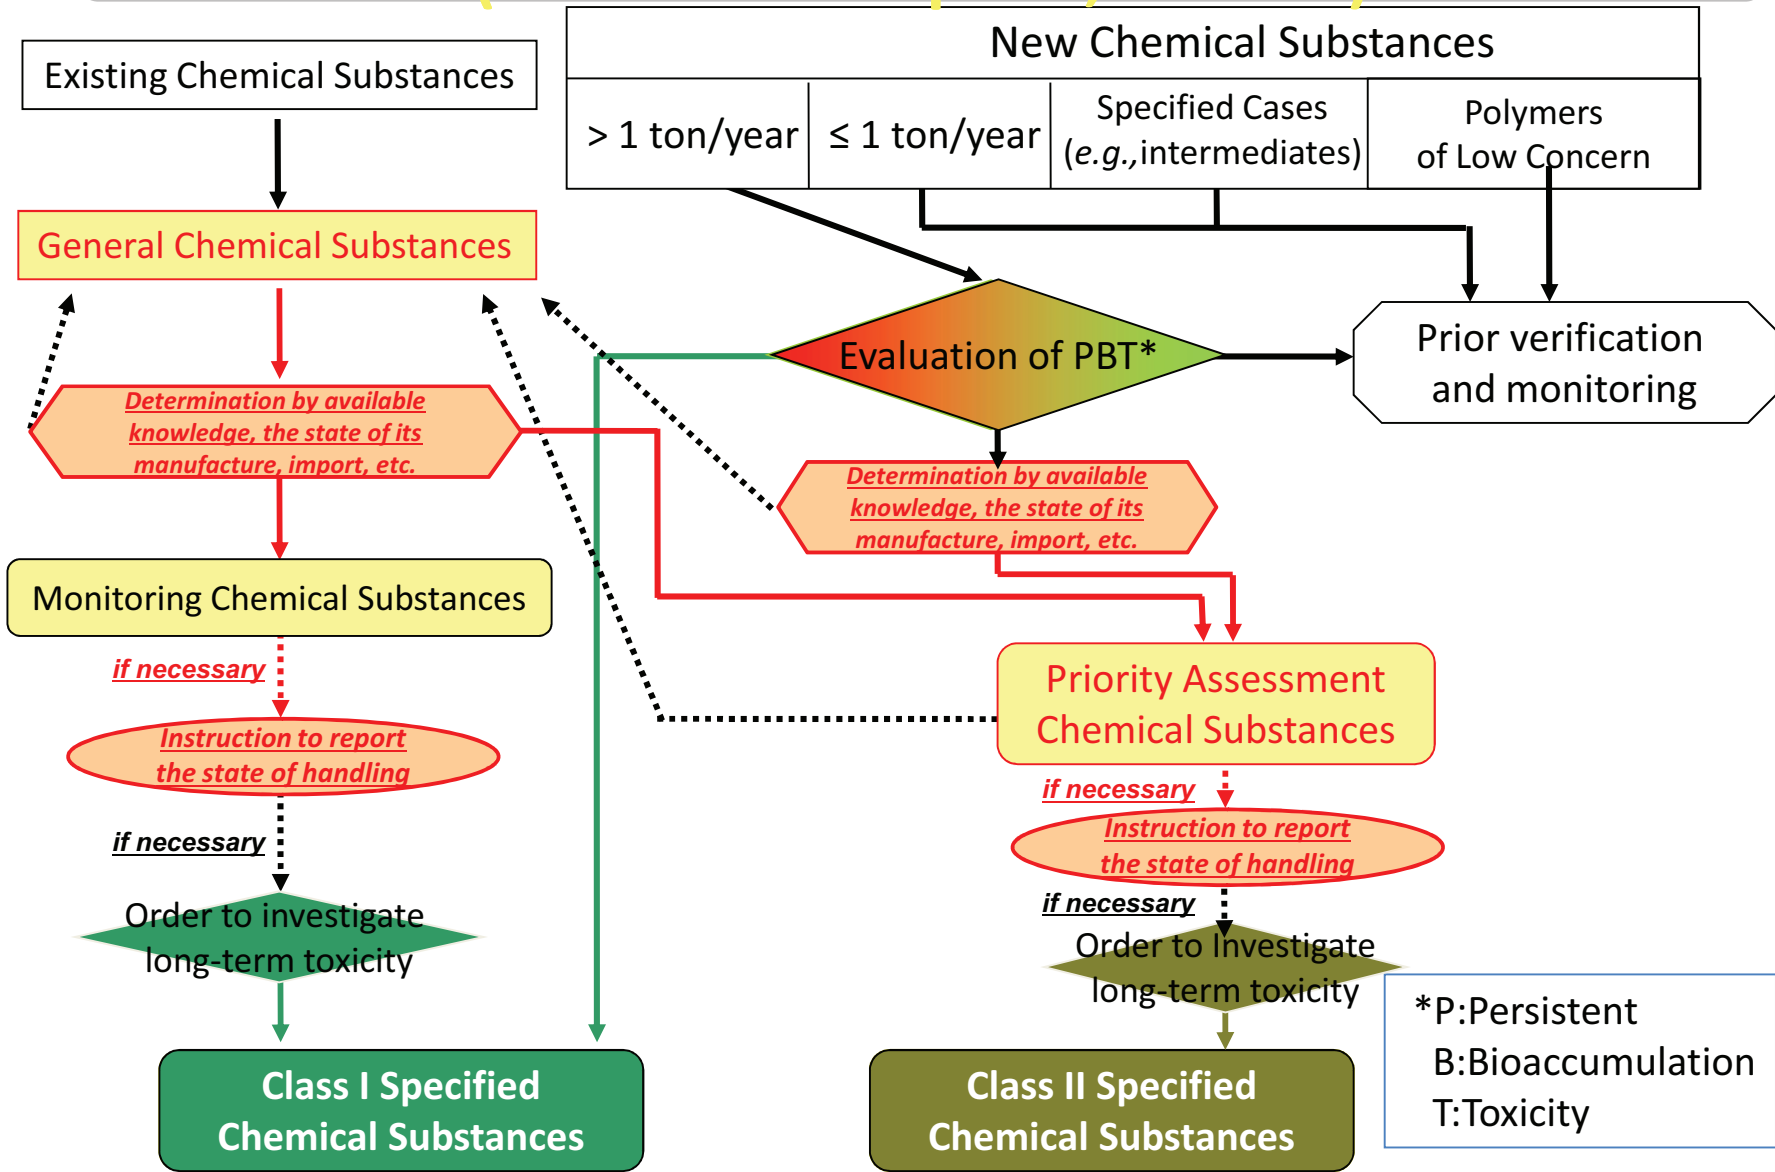 Existing Chemical Substances
New Chemical Substances
> 1 ton/year
≤ 1 ton/year
Specified Cases
(e.g.,intermediates)
Polymers
of Low Concern
General Chemical Substances
Evaluation of PBT*
Prior verification
and monitoring
Determination by available
knowledge, the state of its
manufacture, import, etc.
Determination by available
knowledge, the state of its
manufacture, import, etc.
Monitoring Chemical Substances
if necessary
Instruction to report
the state of handling
if necessary
Order to investigate
long-term toxicity
Priority Assessment
Chemical Substances
if necessary
Instruction to report
the state of handling
if necessary
Order to Investigate
long-term toxicity
Class I Specified
Chemical Substances
Class II Specified
Chemical Substances
*P:Persistent
B:Bioaccumulation
T:Toxicity